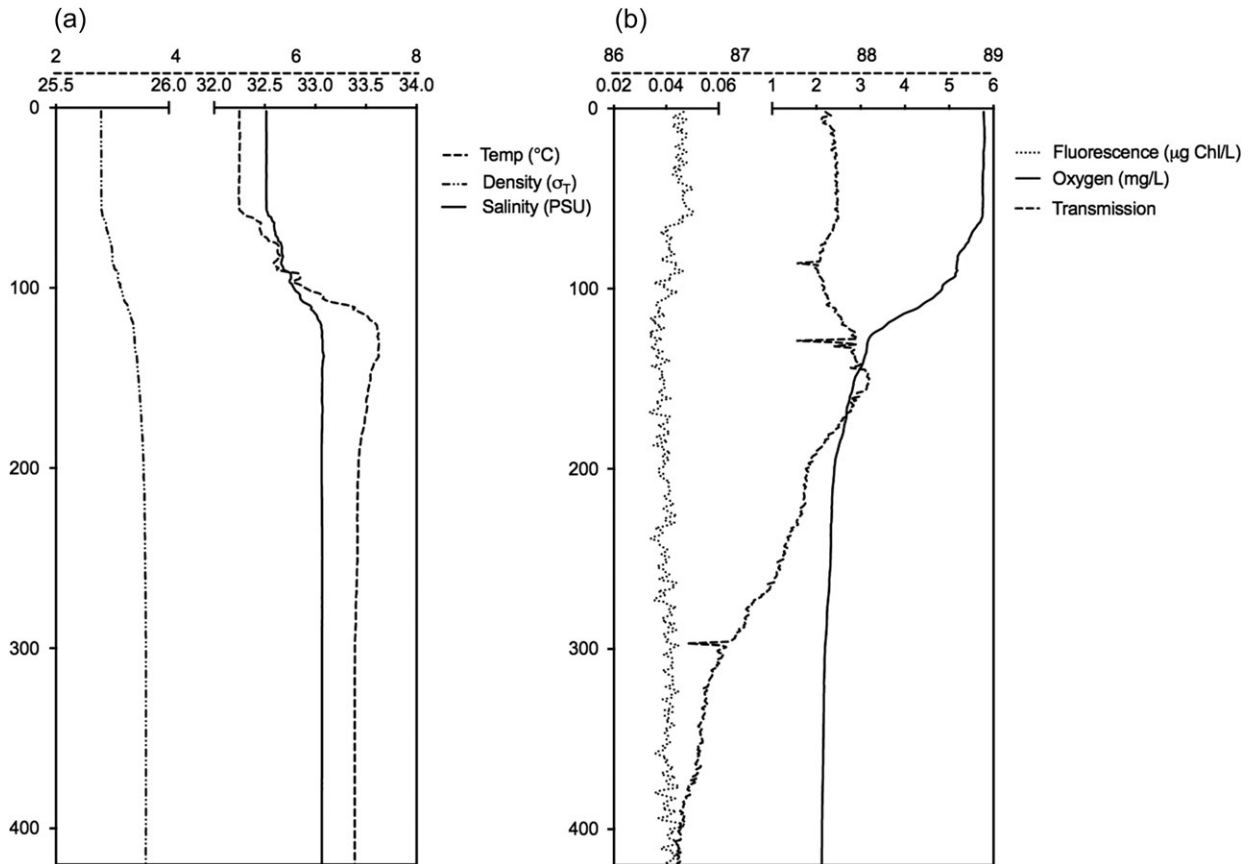 (a)
2 4 6 8
25.5 26.0 32.0 32.5 33.0 33.5 34.0
0
100
200
300
400
Temp (°C)
Density (σT)
Salinity (PSU)
(b)
86 87 88 89
0.02 0.04 0.06 1 2 3 4 5 6
0
100
200
300
400
Fluorescence (μg Chl/L)
Oxygen (mg/L)
Transmission